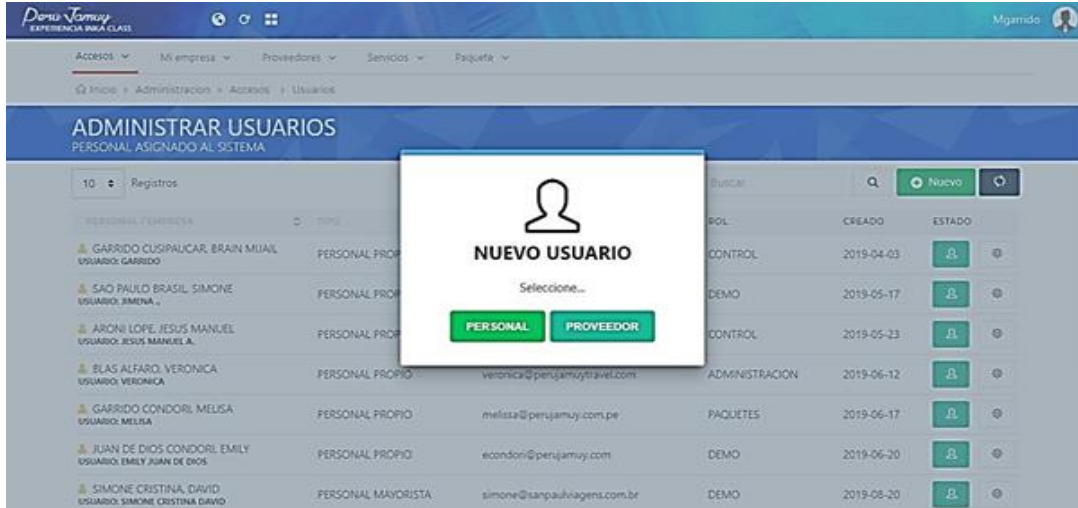 Perú Jamuy
EXPERIENCIA INKA CLASS
Mgarrido
Accesos Mi empresa Proveedores Servicios Paquete
Inicio Administracion Accesos Usuarios
ADMINISTRAR USUARIOS
PERSONAL ASIGNADO AL SISTEMA
10 Registros Buscar Nuevo
PERSONAL / EMPRESA TIPO ROL CREADO ESTADO
GARRIDO CUSIPAUCAR, BRAIN MIJAIL PERSONAL PROP CONTROL 2019-04-03
USUARIO: GARRIDO
SAO PAULO BRASIL, SIMONE PERSONAL PROP DEMO 2019-05-17
USUARIO: JIMENA .,
ARONI LOPE, JESUS MANUEL PERSONAL PROP CONTROL 2019-05-23
USUARIO: JESUS MANUEL A.
BLAS ALFARO, VERONICA PERSONAL PROPIO veronica@perujamuytravel.com ADMINISTRACION 2019-06-12
USUARIO: VERONICA
GARRIDO CONDORI, MELISA PERSONAL PROPIO melissa@perujamuy.com.pe PAQUETES 2019-06-17
USUARIO: MELISA
JUAN DE DIOS CONDORI, EMILY PERSONAL PROPIO econdori@perujamuy.com DEMO 2019-06-20
USUARIO: EMILY JUAN DE DIOS
SIMONE CRISTINA, DAVID PERSONAL MAYORISTA simone@sanpaulviagens.com.br DEMO 2019-08-20
USUARIO: SIMONE CRISTINA DAVID
NUEVO USUARIO
Seleccione...
PERSONAL PROVEEDOR